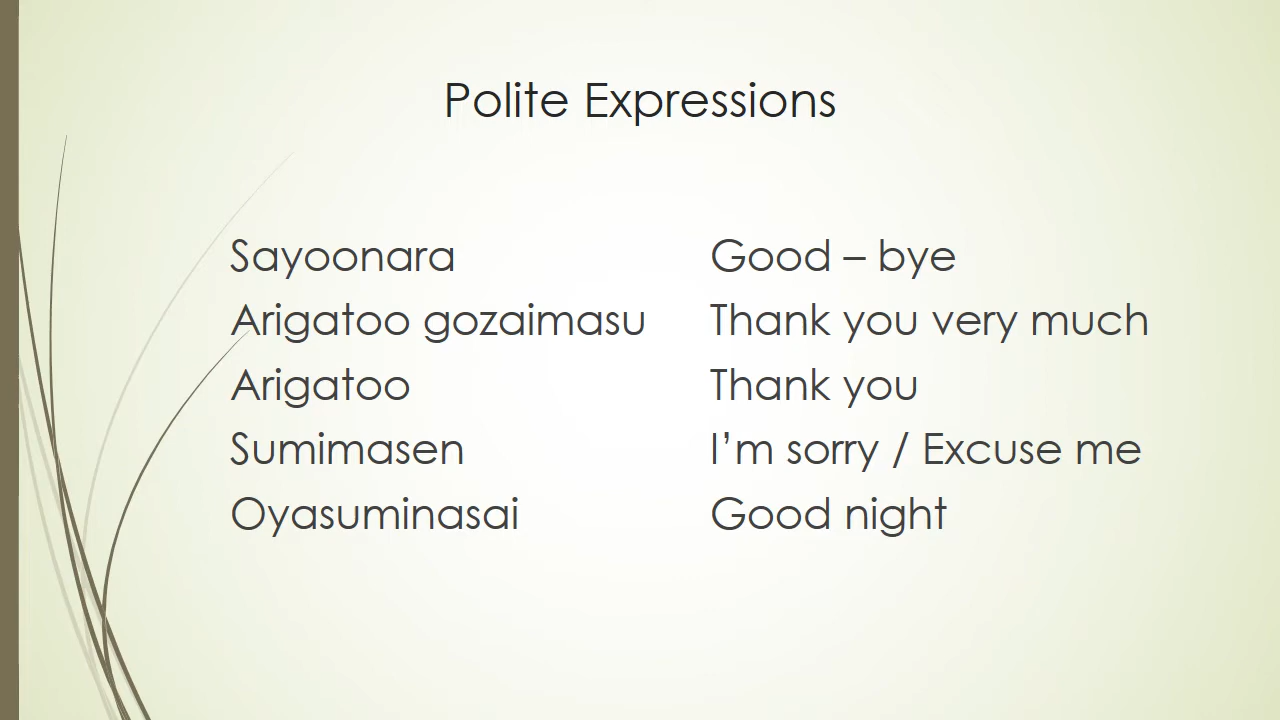 Polite Expressions
Sayoonara Good – bye
Arigatoo gozaimasu Thank you very much
Arigatoo Thank you
Sumimasen I’m sorry / Excuse me
Oyasuminasai Good night